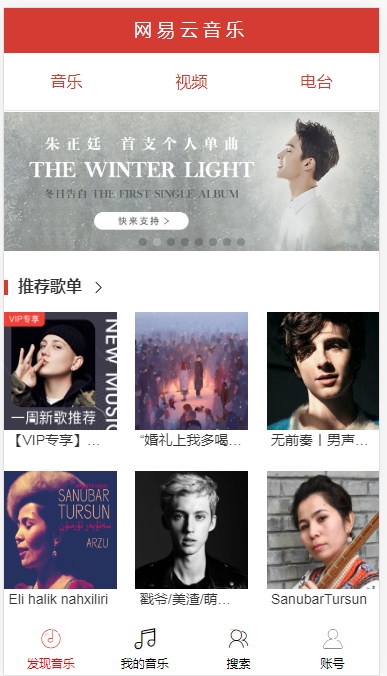 网易云音乐
音乐
视频
电台
朱正廷 首支个人单曲
THE WINTER LIGHT
冬日告白 THE FIRST SINGLE ALBUM
快来支持 >
推荐歌单 >
VIP专享
NEW MUSIC
一周新歌推荐
【VIP专享】...
“婚礼上我多喝...
无前奏丨男声...
SANUBAR
TURSUN
ARZU
Eli halik nahxiliri
戳爷/美渣/萌...
SanubarTursun
发现音乐
我的音乐
搜索
账号